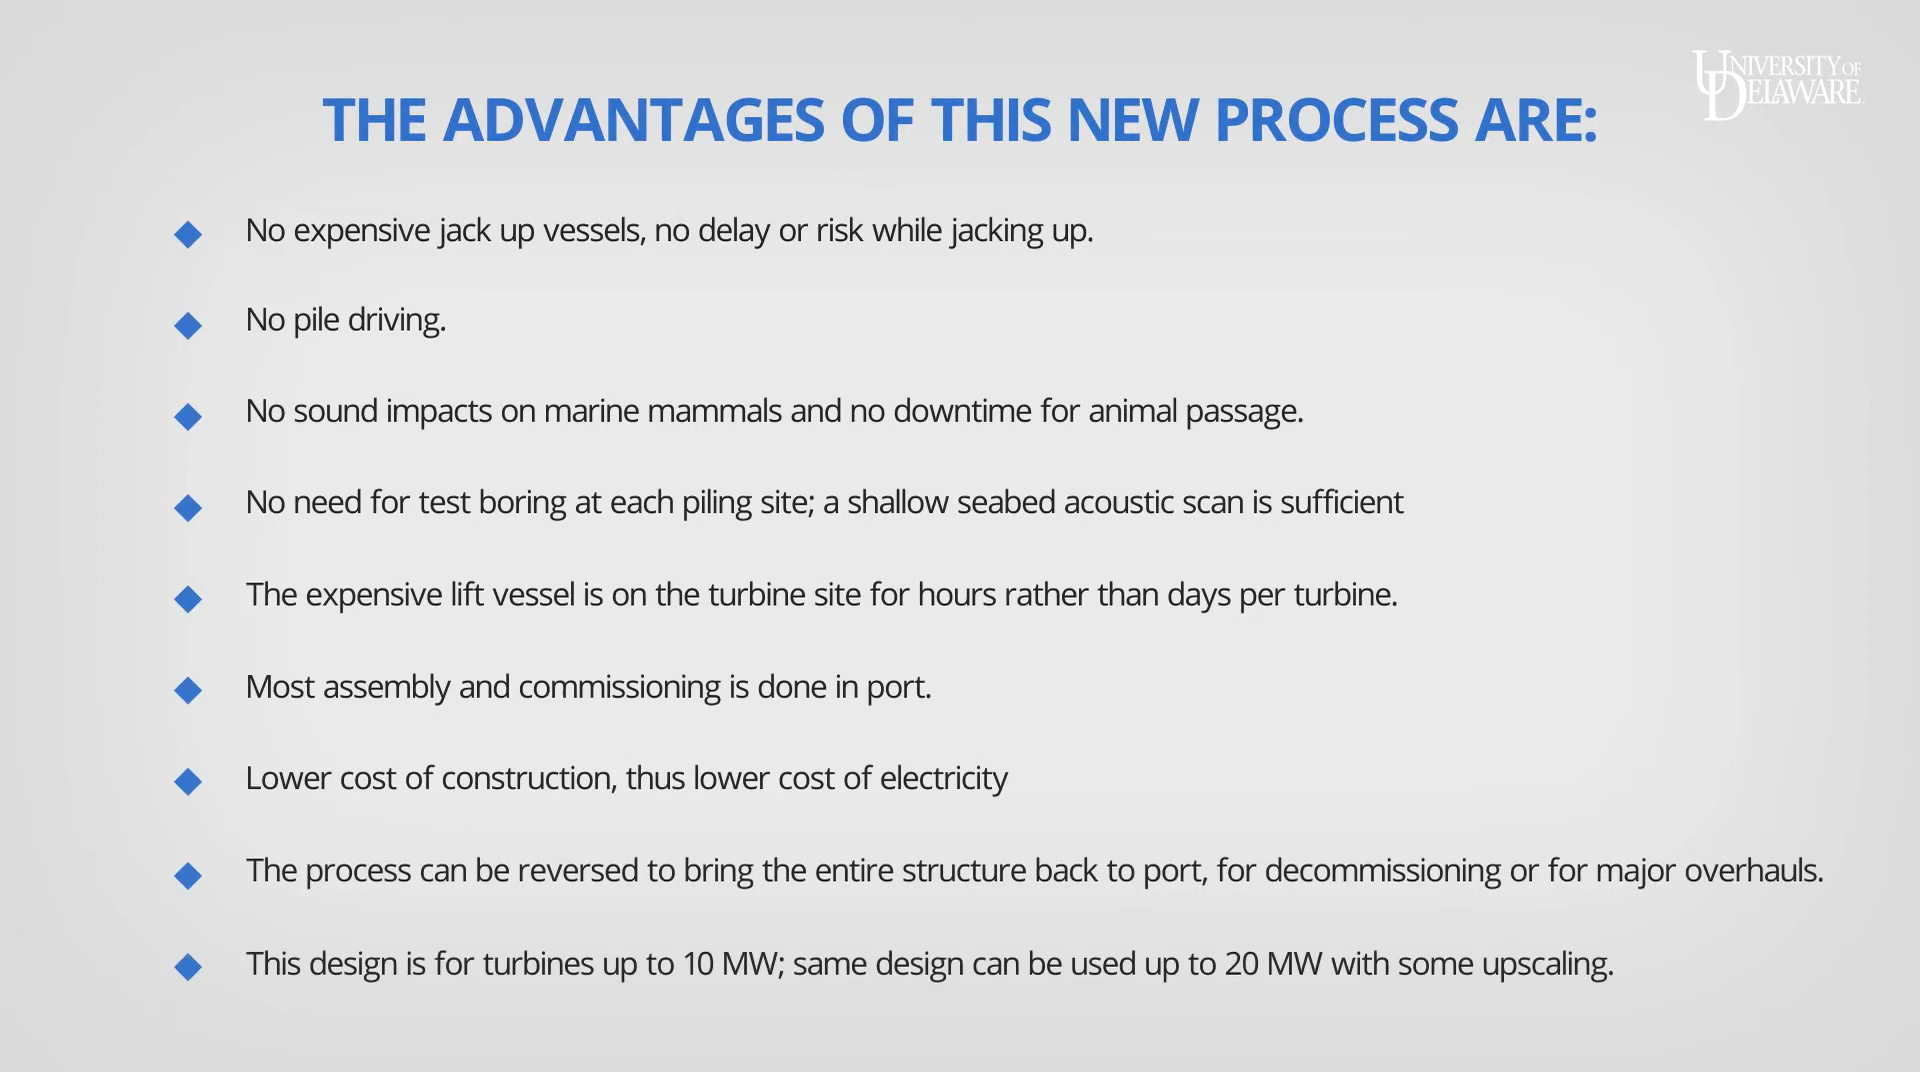 UNIVERSITY OF
DELAWARE
THE ADVANTAGES OF THIS NEW PROCESS ARE:
No expensive jack up vessels, no delay or risk while jacking up.
No pile driving.
No sound impacts on marine mammals and no downtime for animal passage.
No need for test boring at each piling site; a shallow seabed acoustic scan is sufficient
The expensive lift vessel is on the turbine site for hours rather than days per turbine.
Most assembly and commissioning is done in port.
Lower cost of construction, thus lower cost of electricity
The process can be reversed to bring the entire structure back to port, for decommissioning or for major overhauls.
This design is for turbines up to 10 MW; same design can be used up to 20 MW with some upscaling.